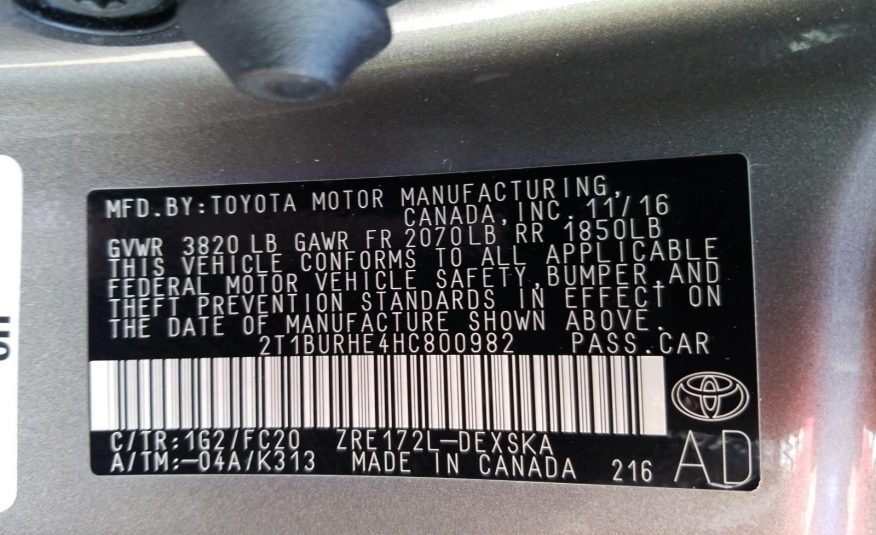 MFD.BY:TOYOTA MOTOR MANUFACTURING,
CANADA,INC. 11/16
GVWR 3820LB GAWR FR 2070LB RR 1850LB
THIS VEHICLE CONFORMS TO ALL APPLICABLE
FEDERAL MOTOR VEHICLE SAFETY,BUMPER,AND
THEFT PREVENTION STANDARDS IN EFFECT ON
THE DATE OF MANUFACTURE SHOWN ABOVE.
2T1BURHE4HC800982 PASS.CAR
C/TR:1G2/FC20 ZRE172L-DEXSKA
A/TM:-04A/K313 MADE IN CANADA 216 AD